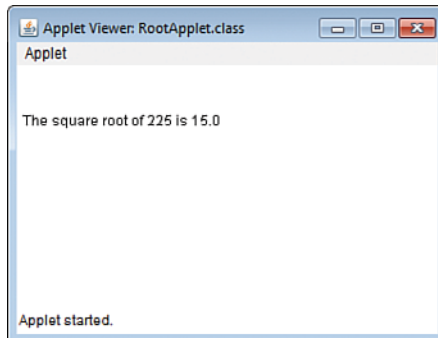 Applet Viewer: RootApplet.class
Applet
The square root of 225 is 15.0
Applet started.